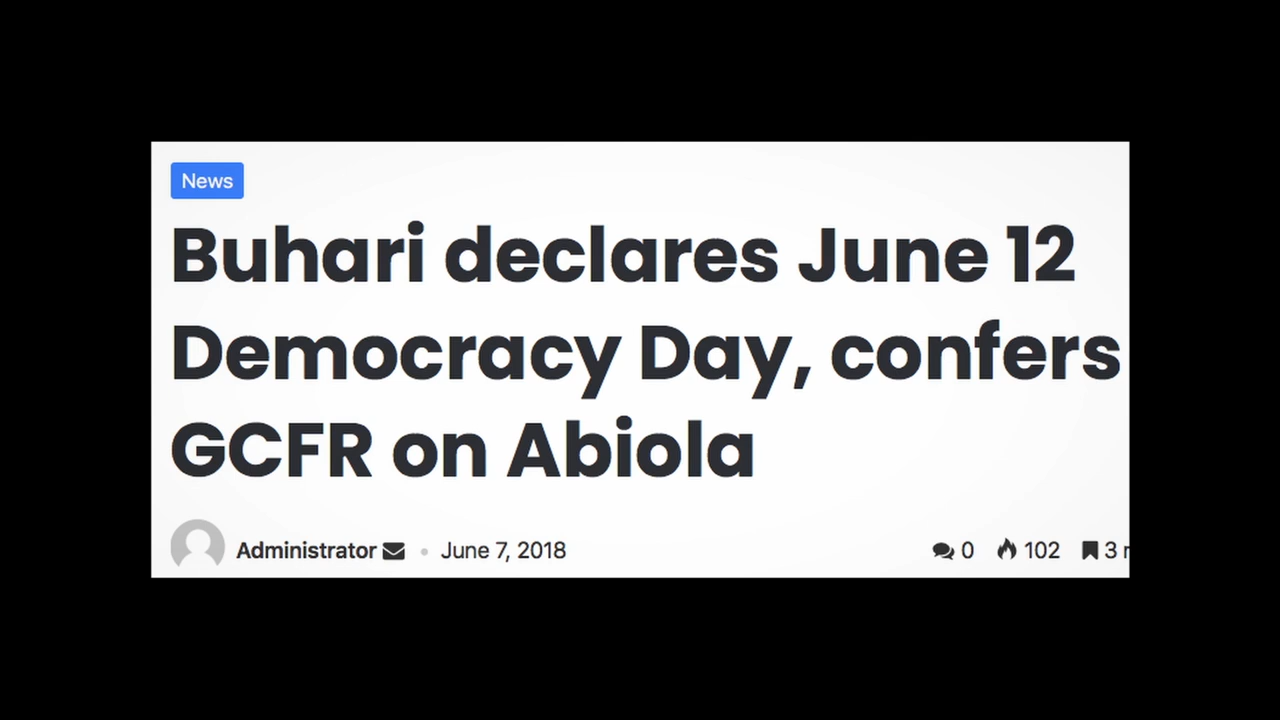 News
Buhari declares June 12
Democracy Day, confers
GCFR on Abiola
Administrator • June 7, 2018 0 102 3